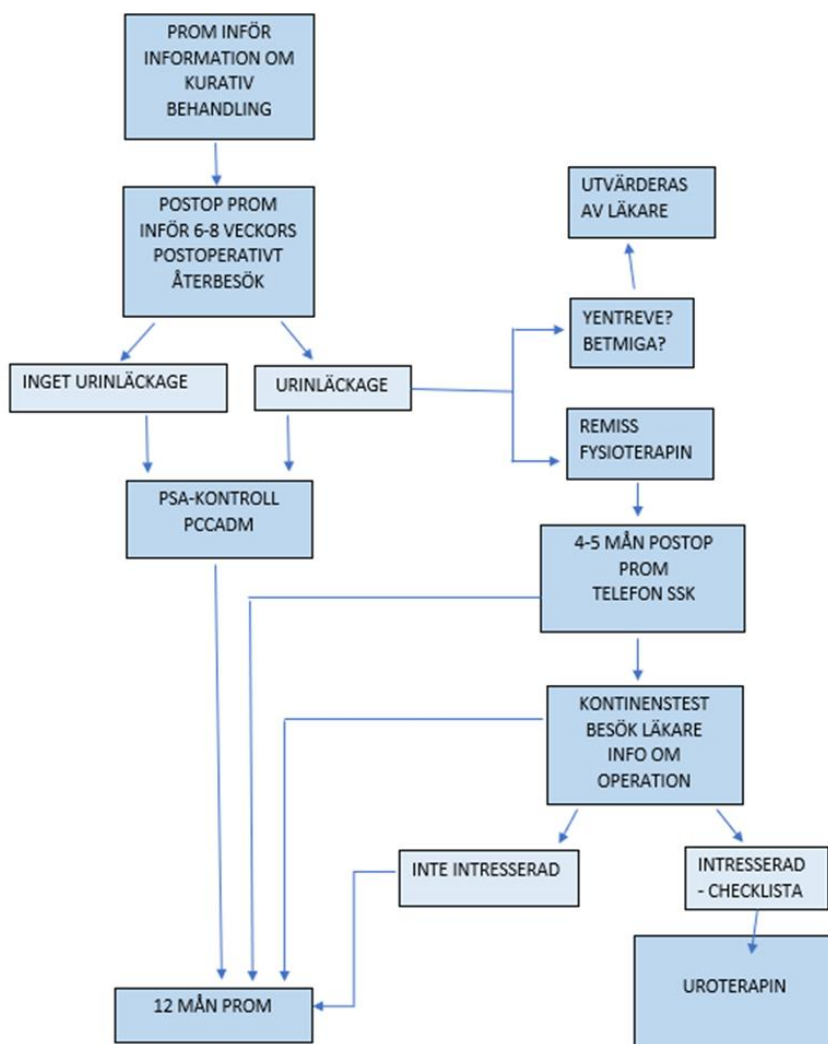 PROM INFÖR
INFORMATION OM
KURATIV
BEHANDLING
POSTOP PROM
INFÖR 6-8 VECKORS
POSTOPERATIVT
ÅTERBESÖK
UTVÄRDERAS
AV LÄKARE
YENTREVE?
BETMIGA?
INGET URINLÄCKAGE
URINLÄCKAGE
REMISS
FYSIOTERAPIN
PSA-KONTROLL
PCCADM
4-5 MÅN POSTOP
PROM
TELEFON SSK
KONTINENSTEST
BESÖK LÄKARE
INFO OM
OPERATION
INTE INTRESSERAD
INTRESSERAD
- CHECKLISTA
UROTERAPIN
12 MÅN PROM